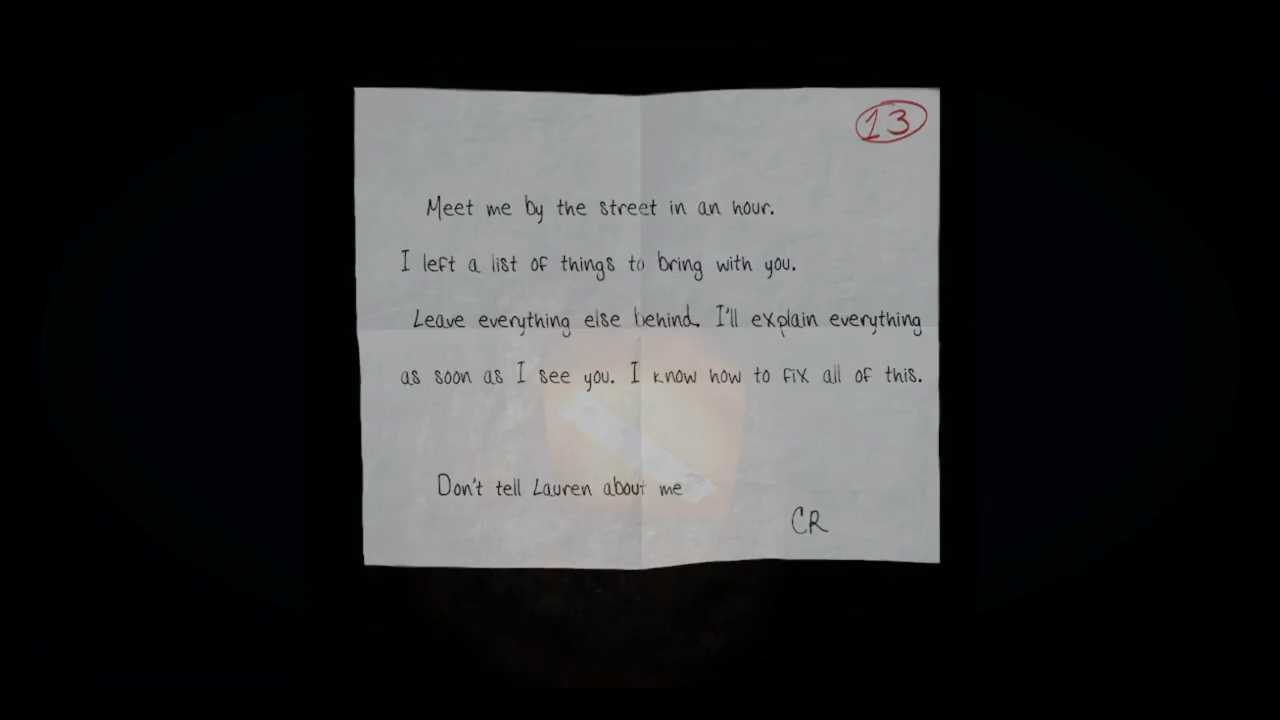 13
Meet me by the street in an hour.
I left a list of things to bring with you.
Leave everything else behind. I'll explain everything
as soon as I see you. I know how to fix all of this.
Don't tell Lauren about me
CR